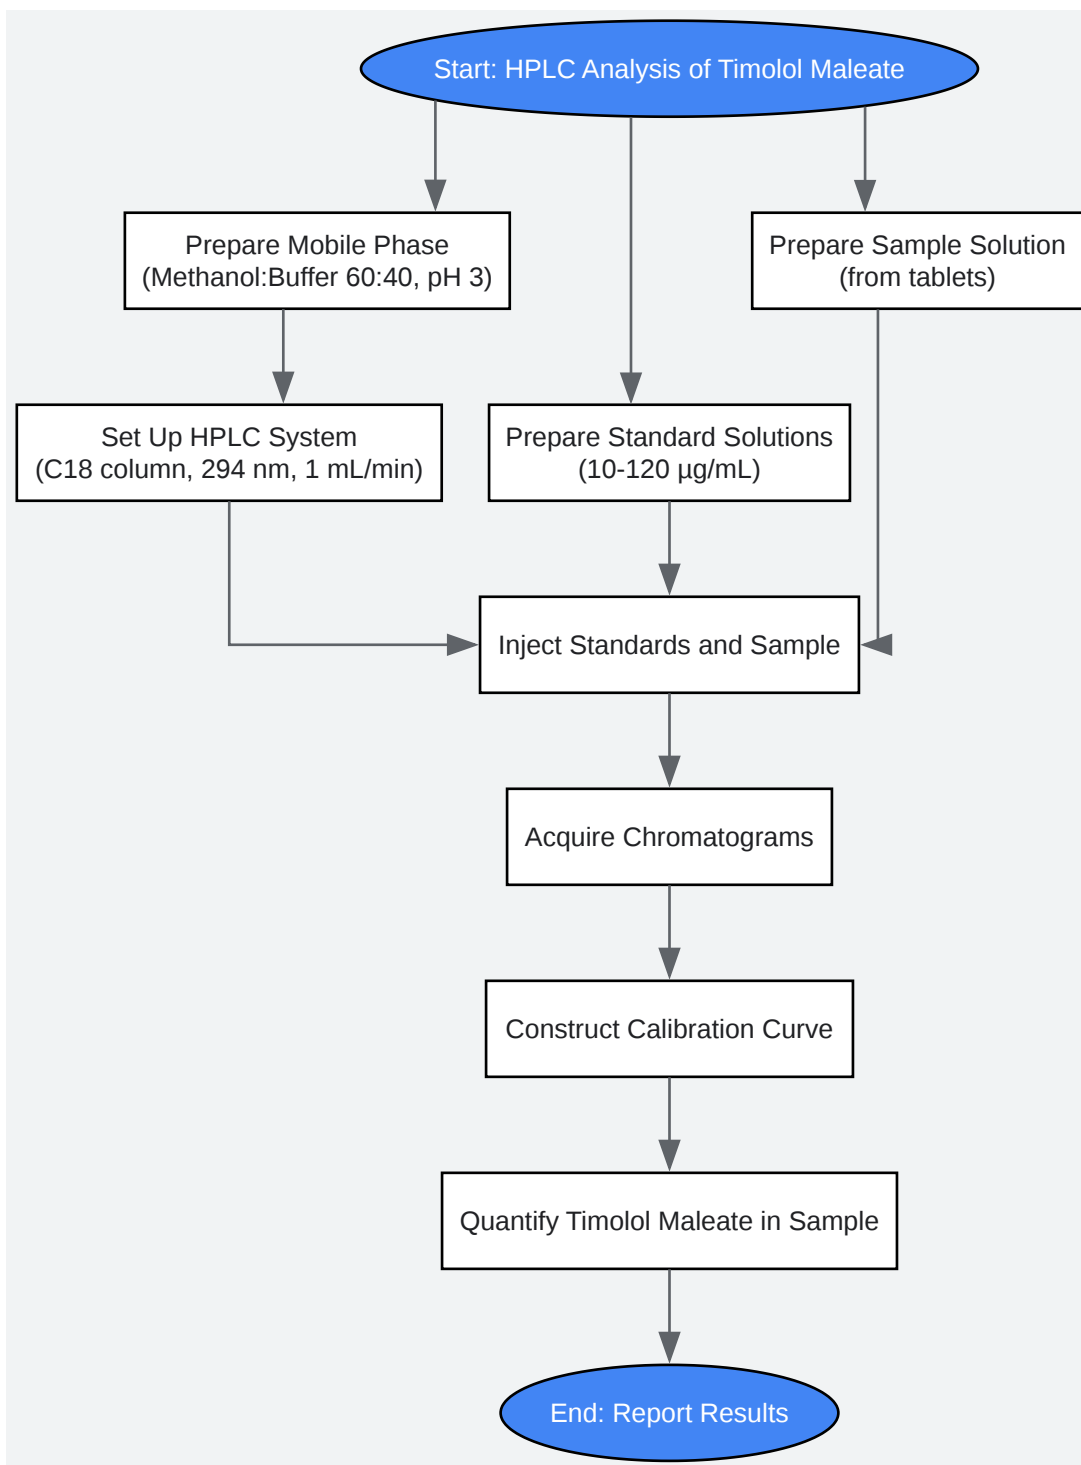 Start: HPLC Analysis of Timolol Maleate
Prepare Mobile Phase
(Methanol:Buffer 60:40, pH 3)
Prepare Sample Solution
(from tablets)
Set Up HPLC System
(C18 column, 294 nm, 1 mL/min)
Prepare Standard Solutions
(10-120 µg/mL)
Inject Standards and Sample
Acquire Chromatograms
Construct Calibration Curve
Quantify Timolol Maleate in Sample
End: Report Results